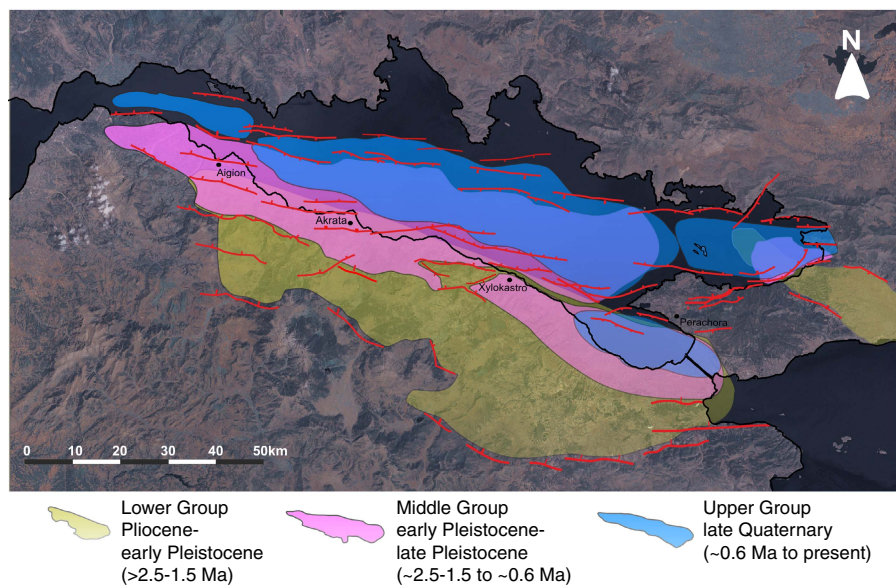 N
Aigion
Akrata
Xylokastro
Perachora
0 10 20 30 40 50km
Lower Group
Pliocene-
early Pleistocene
(>2.5-1.5 Ma)
Middle Group
early Pleistocene-
late Pleistocene
(~2.5-1.5 to ~0.6 Ma)
Upper Group
late Quaternary
(~0.6 Ma to present)